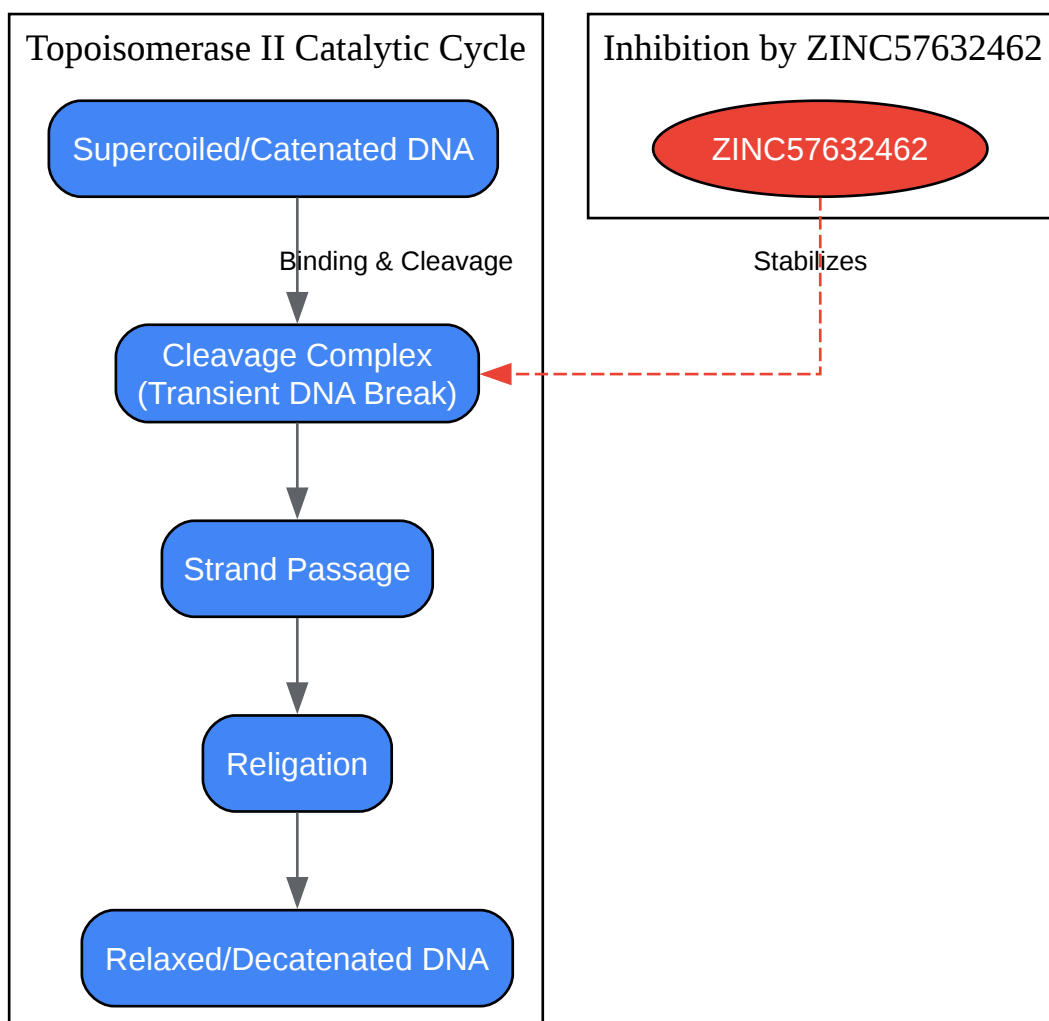 Topoisomerase II Catalytic Cycle
Supercoiled/Catenated DNA
Binding & Cleavage
Cleavage Complex
(Transient DNA Break)
Strand Passage
Religation
Relaxed/Decatenated DNA
Inhibition by ZINC57632462
ZINC57632462
Stabilizes